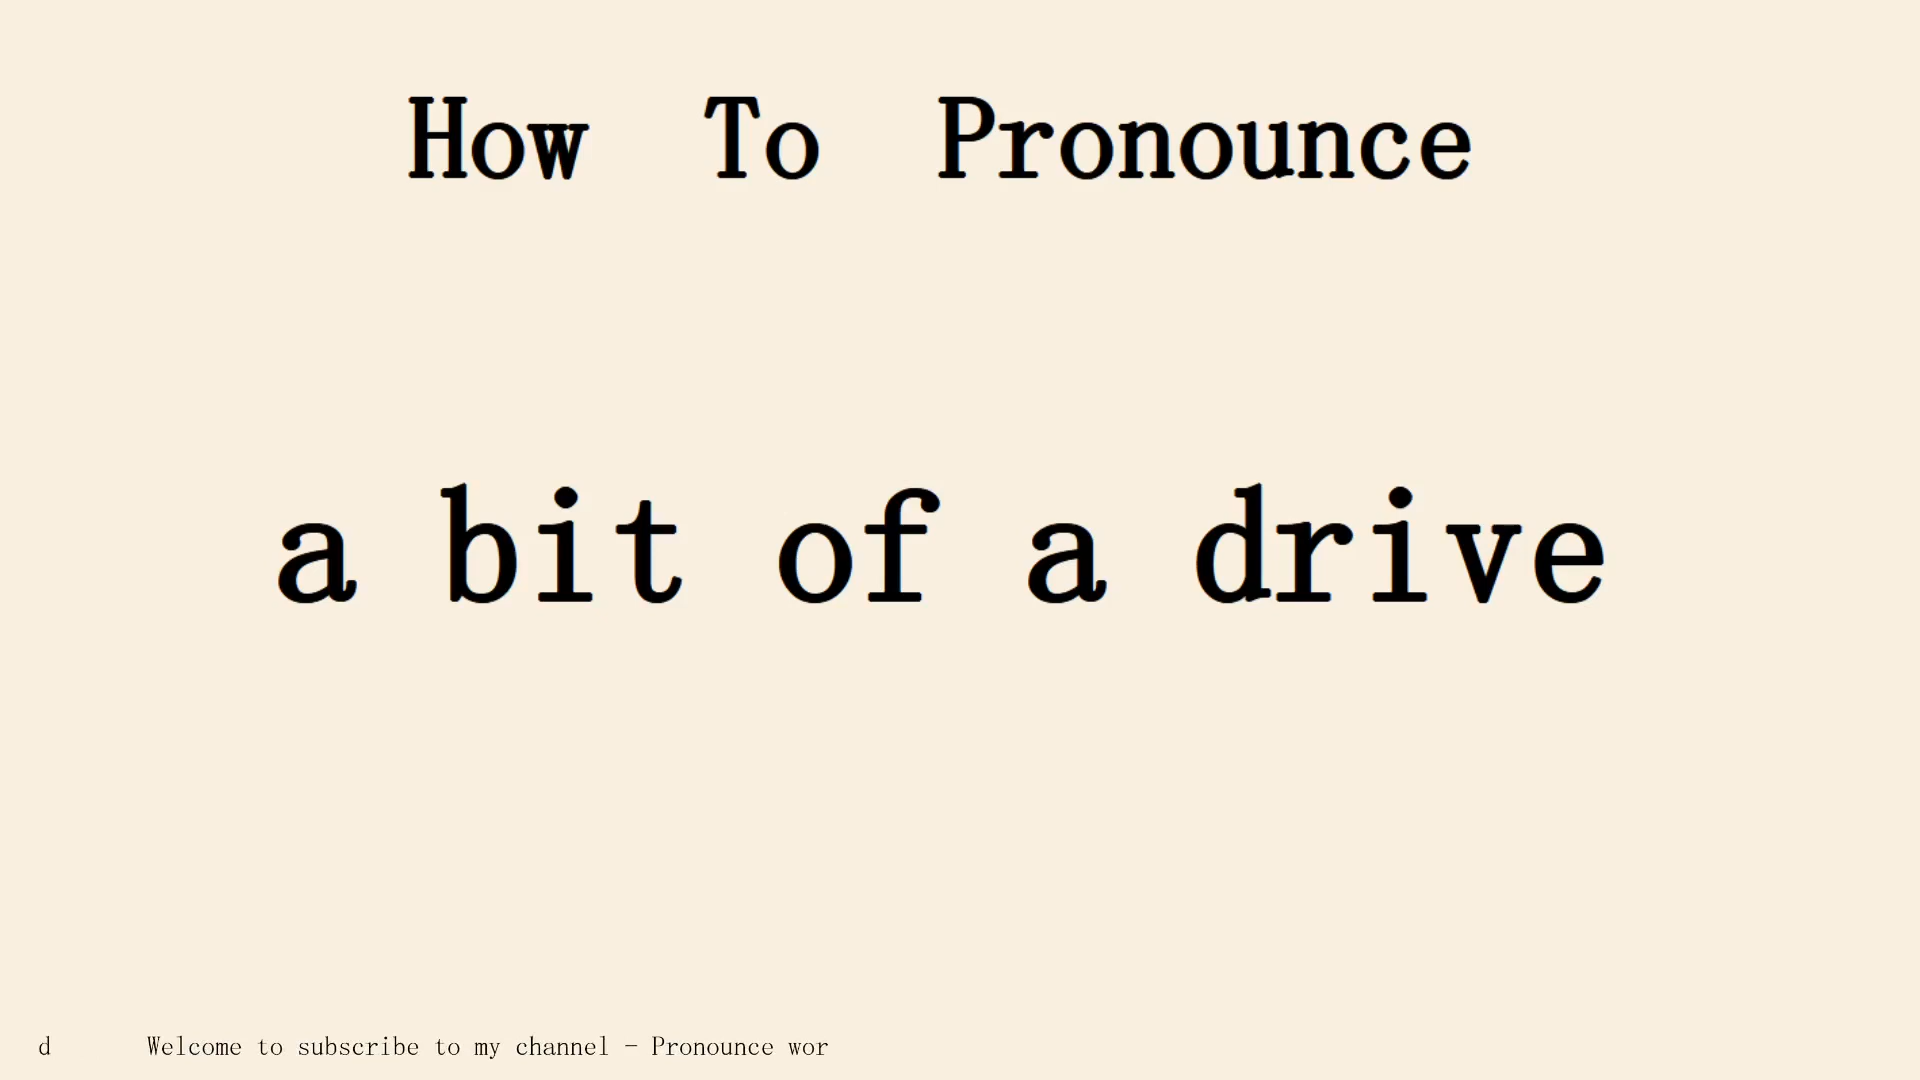 How To Pronounce
a bit of a drive
d Welcome to subscribe to my channel - Pronounce wor